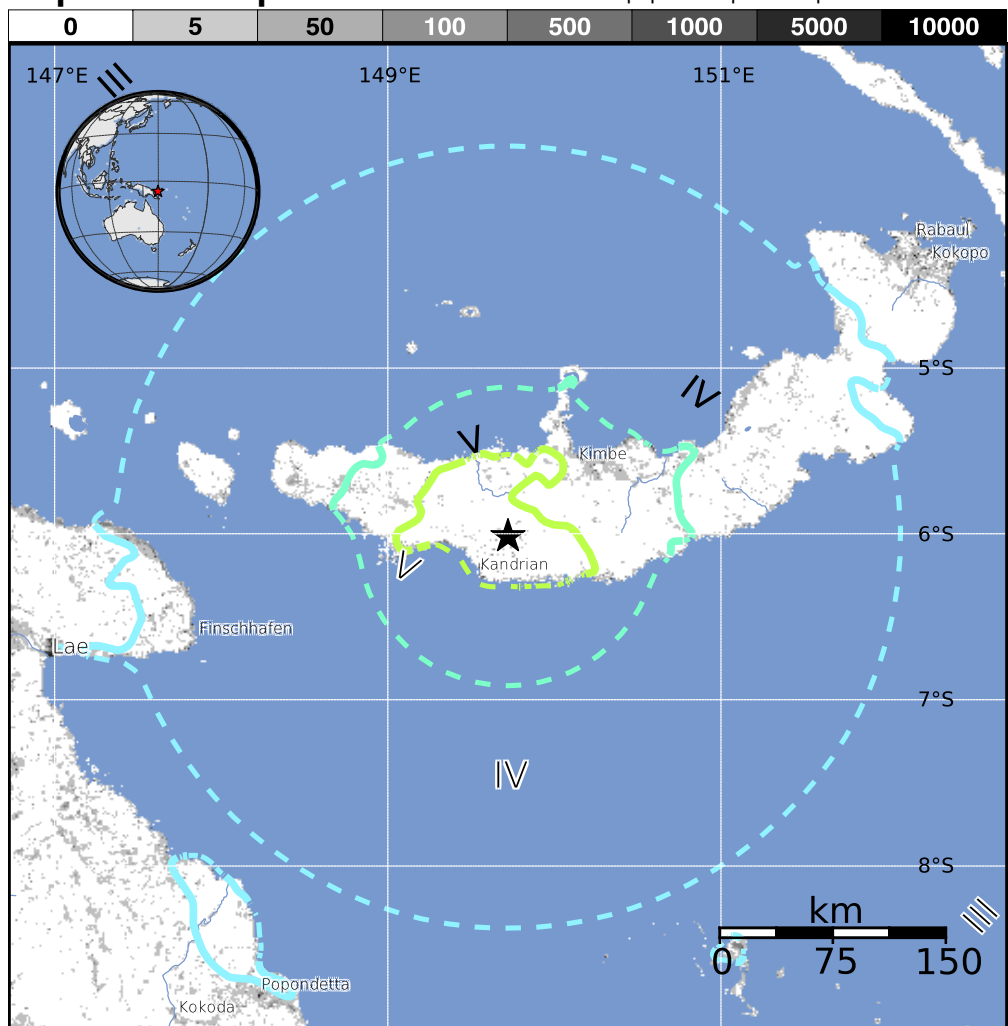 0 5 50 100 500 1000 5000 10000
147°E 149°E 151°E
III
Rabaul
Kokopo
5°S
IV
V
Kimbe
6°S
V
Kandrian
Finschhafen
Lae
7°S
IV
8°S
III
km
0 75 150
Popondetta
Kokoda